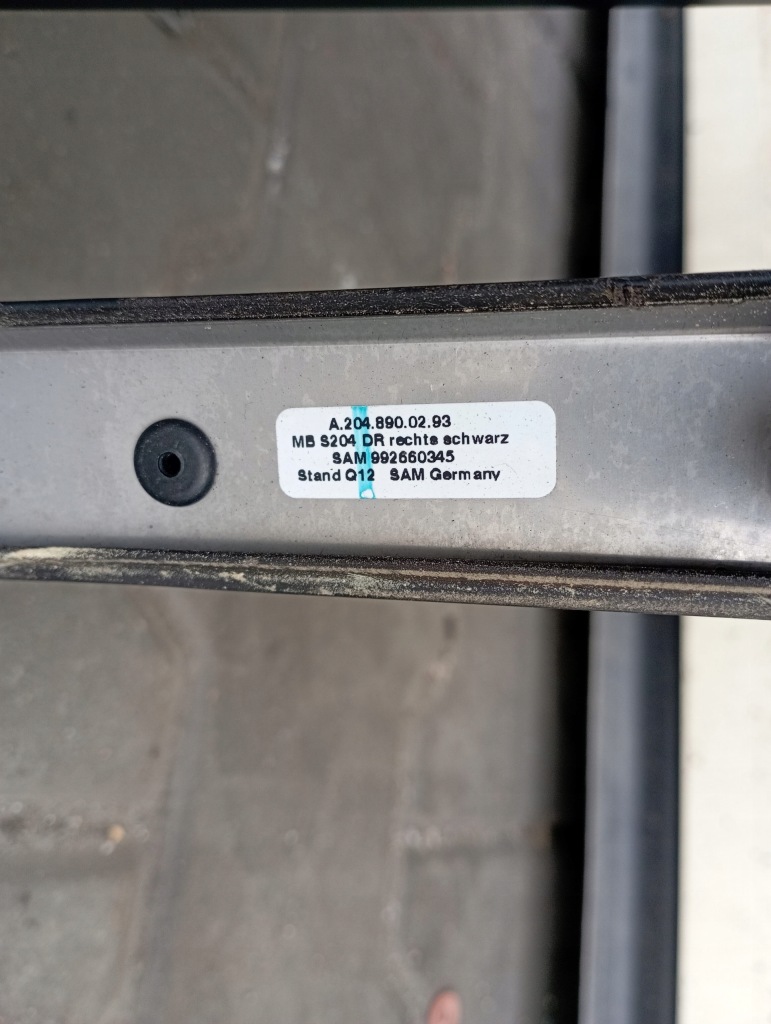 A.204.890.02.93
MB S204 DR rechts schwarz
SAM 992660345
Stand Q12 SAM Germany